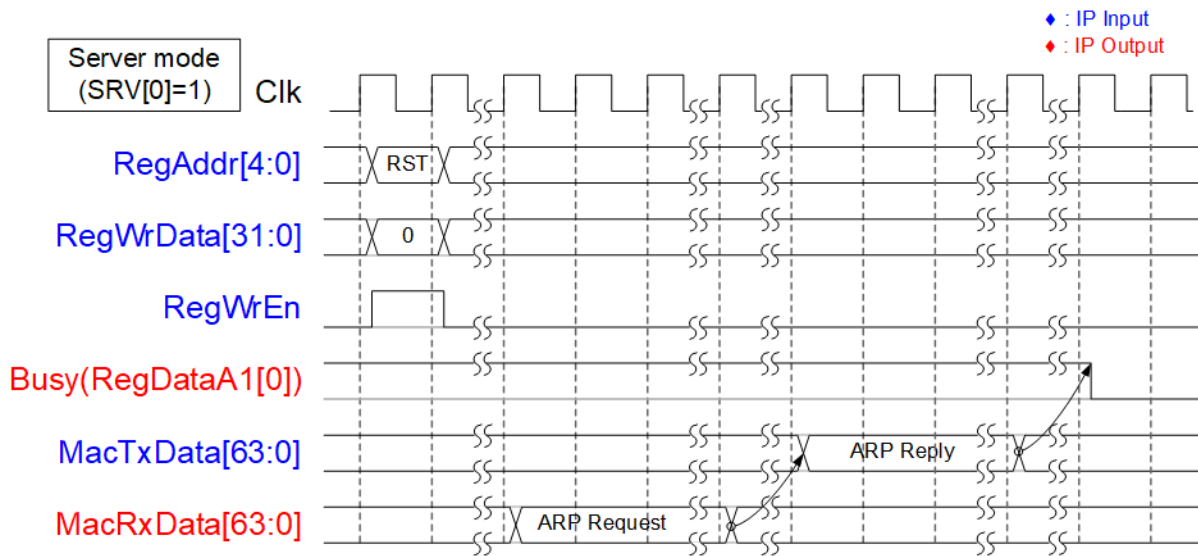 ♦ : IP Input
♦ : IP Output
Server mode
(SRV[0]=1)
Clk
RegAddr[4:0]
RST
RegWrData[31:0]
0
RegWrEn
Busy(RegDataA1[0])
MacTxData[63:0]
ARP Reply
MacRxData[63:0]
ARP Request